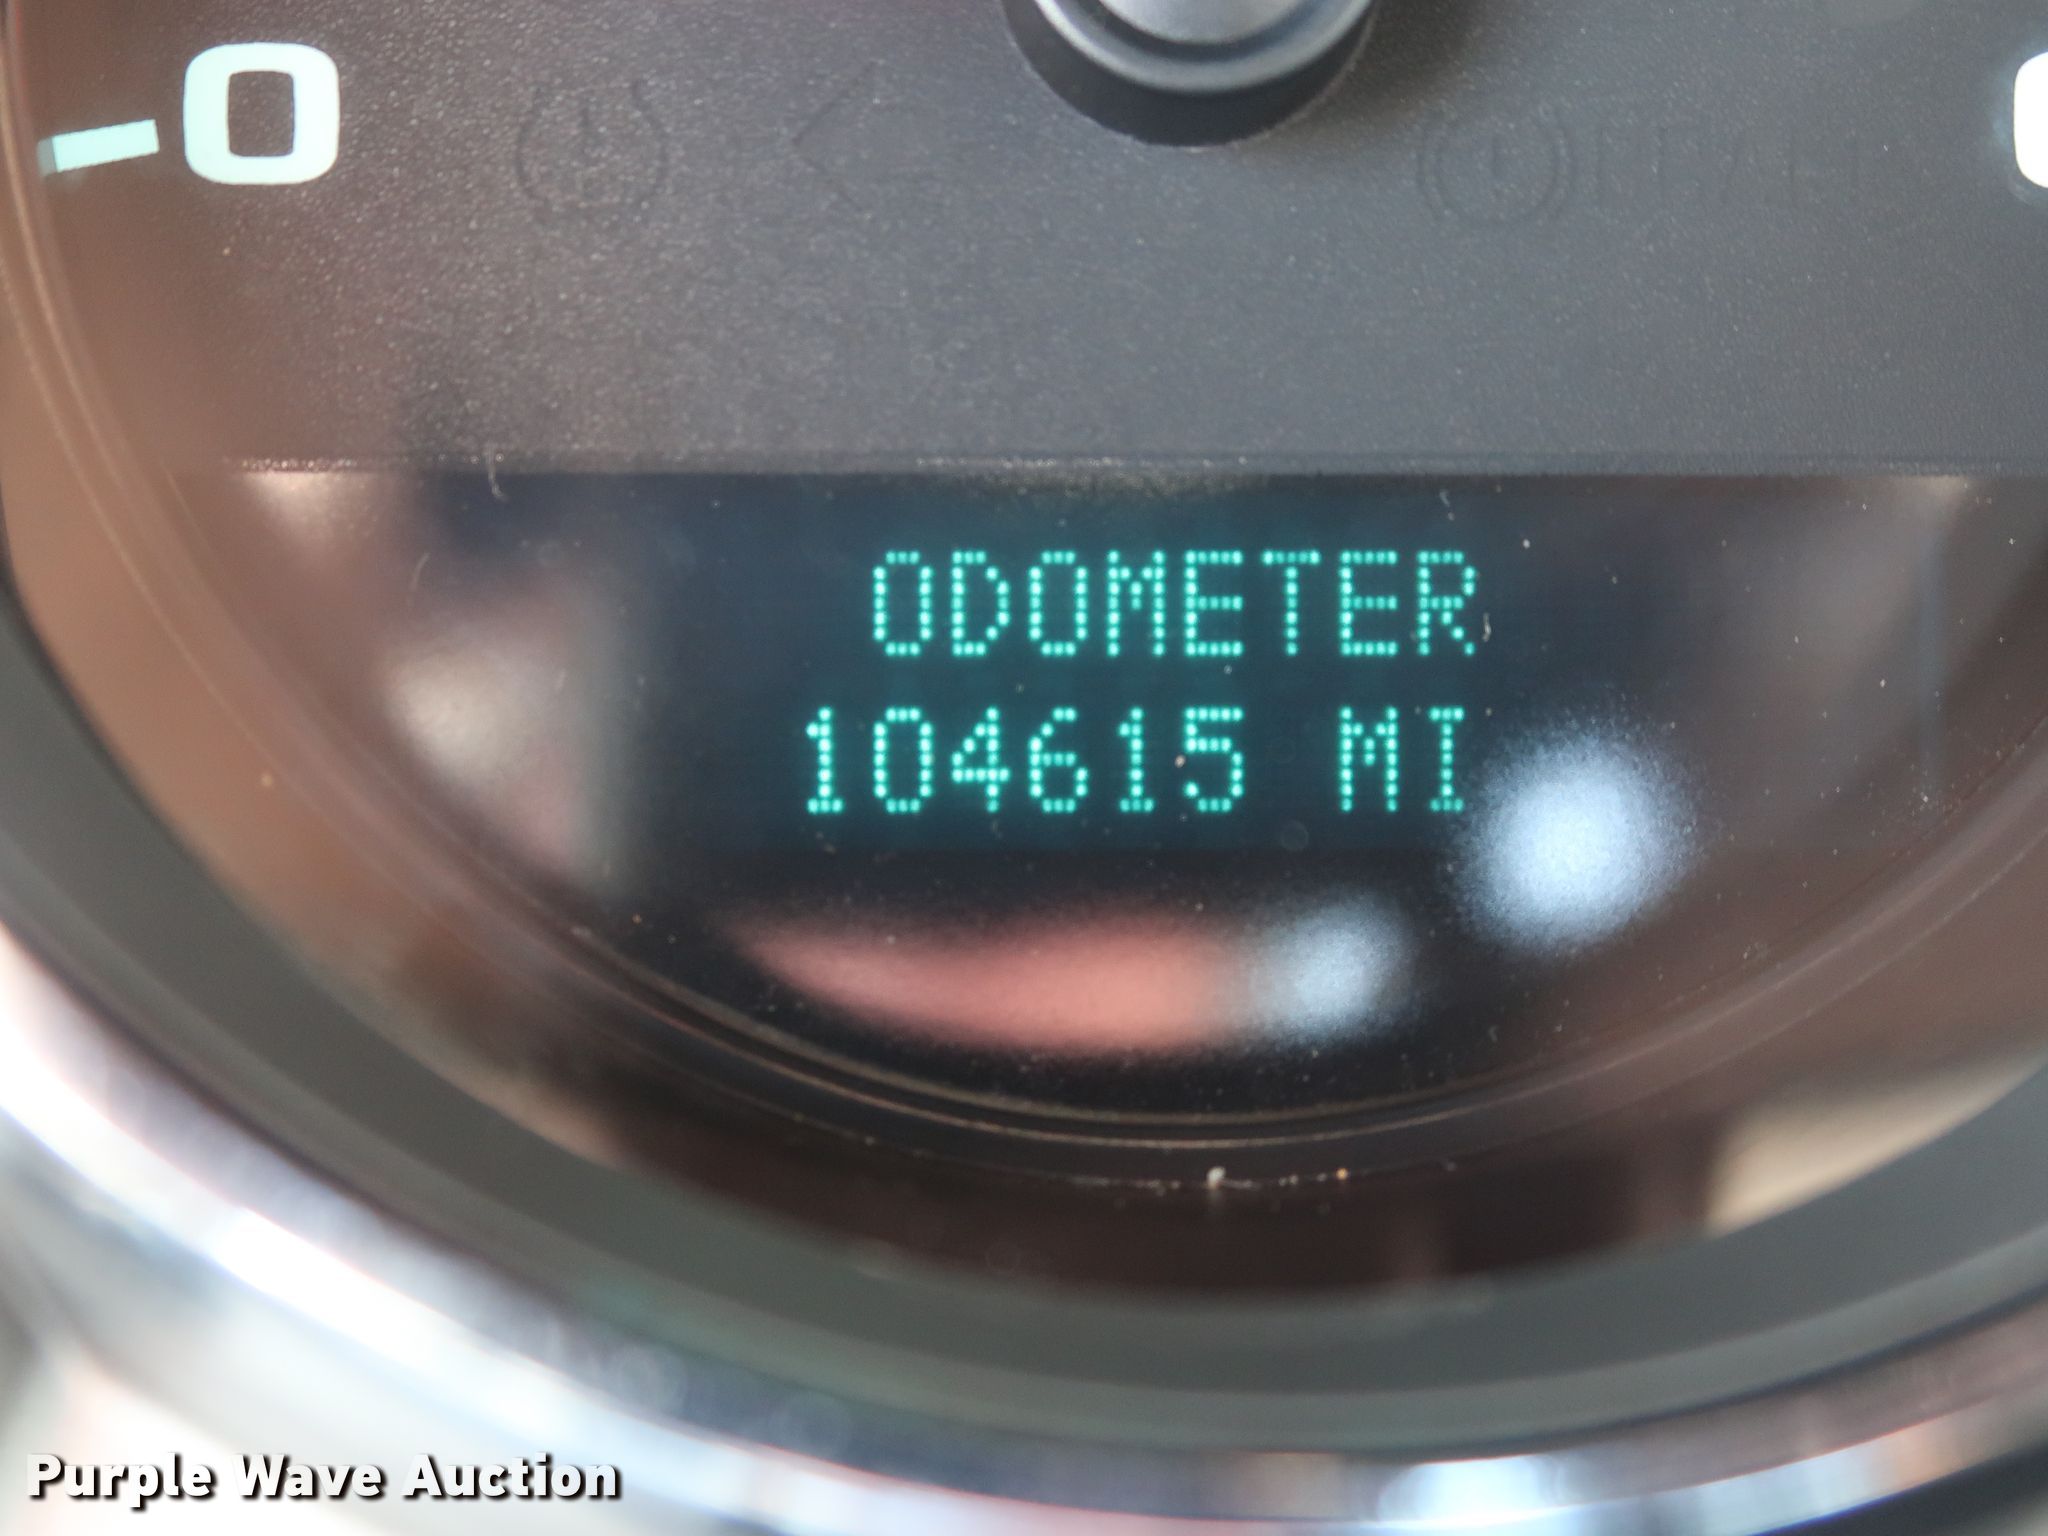 0
ODOMETER
104615 MI
Purple Wave Auction